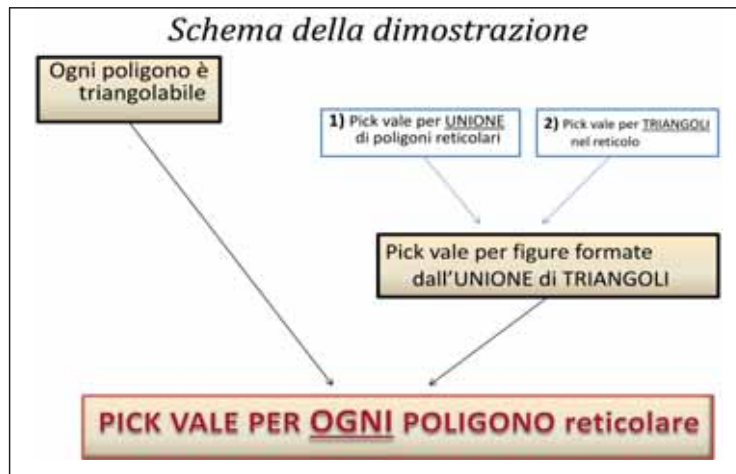 Schema della dimostrazione
Ogni poligono è
triangolabile
1) Pick vale per UNIONE
di poligoni reticolari
2) Pick vale per TRIANGOLI
nel reticolo
Pick vale per figure formate
dall'UNIONE di TRIANGOLI
PICK VALE PER OGNI POLIGONO reticolare